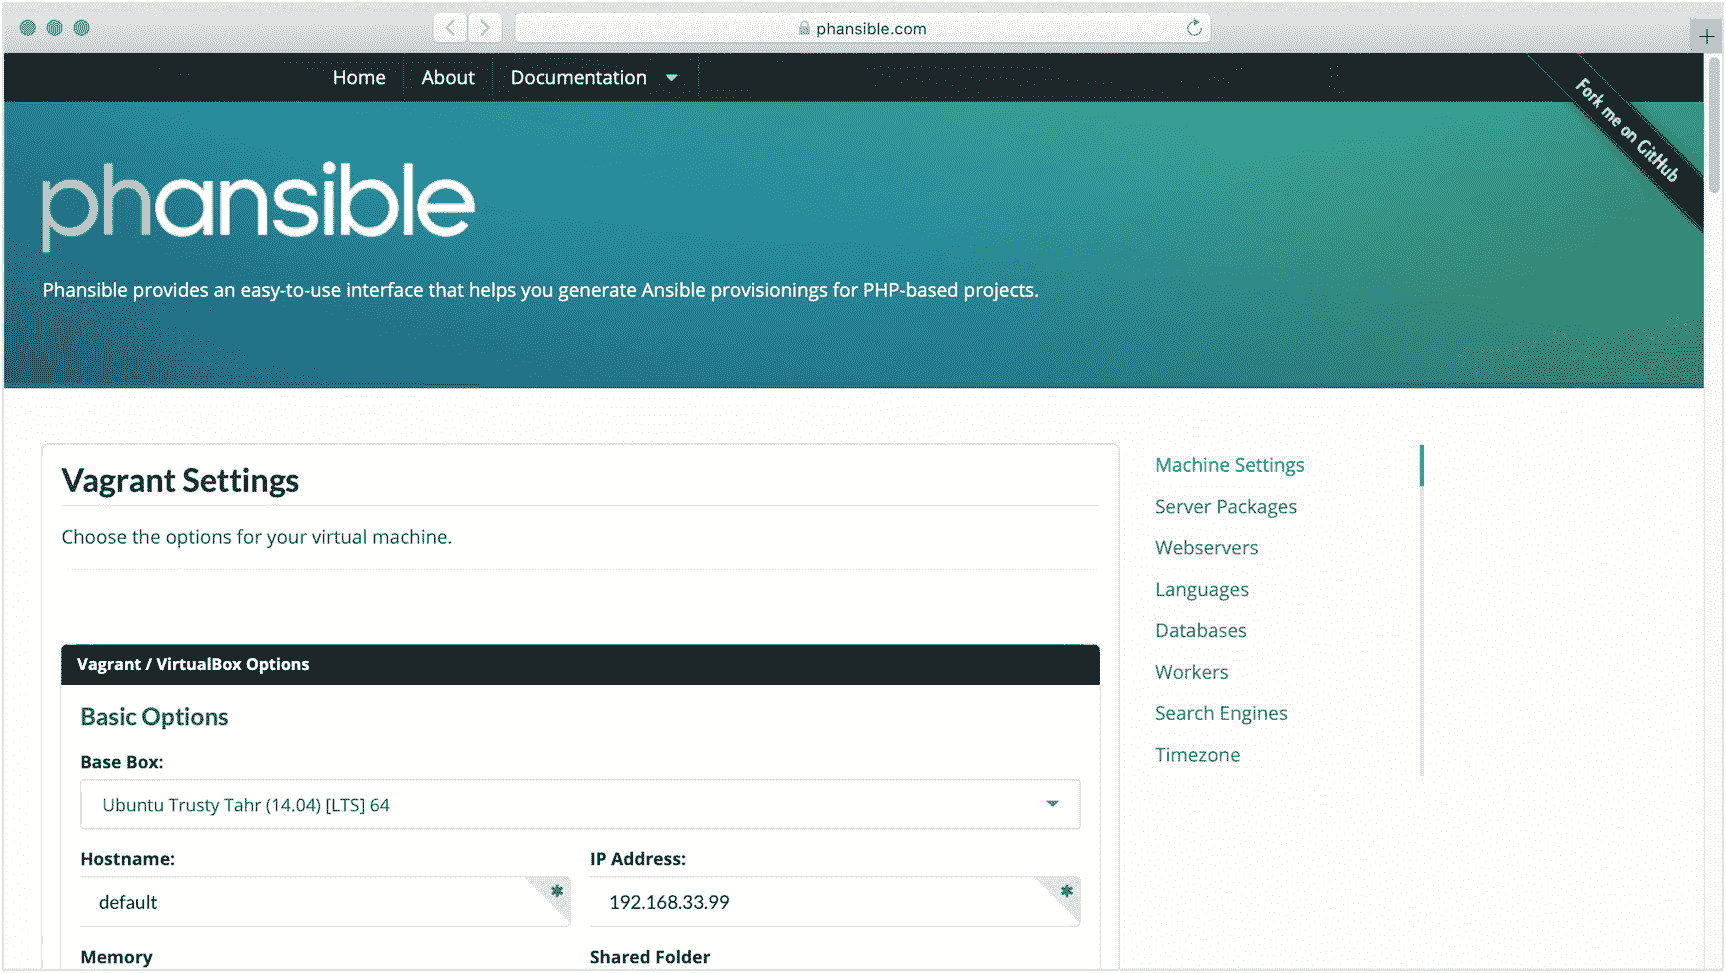 phansible.com
Home
About
Documentation
Fork me on GitHub
phansible
Phansible provides an easy-to-use interface that helps you generate Ansible provisionings for PHP-based projects.
Vagrant Settings
Choose the options for your virtual machine.
Vagrant / VirtualBox Options
Basic Options
Base Box:
Ubuntu Trusty Tahr (14.04) [LTS] 64
Hostname:
default
IP Address:
192.168.33.99
Memory
Shared Folder
Machine Settings
Server Packages
Webservers
Languages
Databases
Workers
Search Engines
Timezone